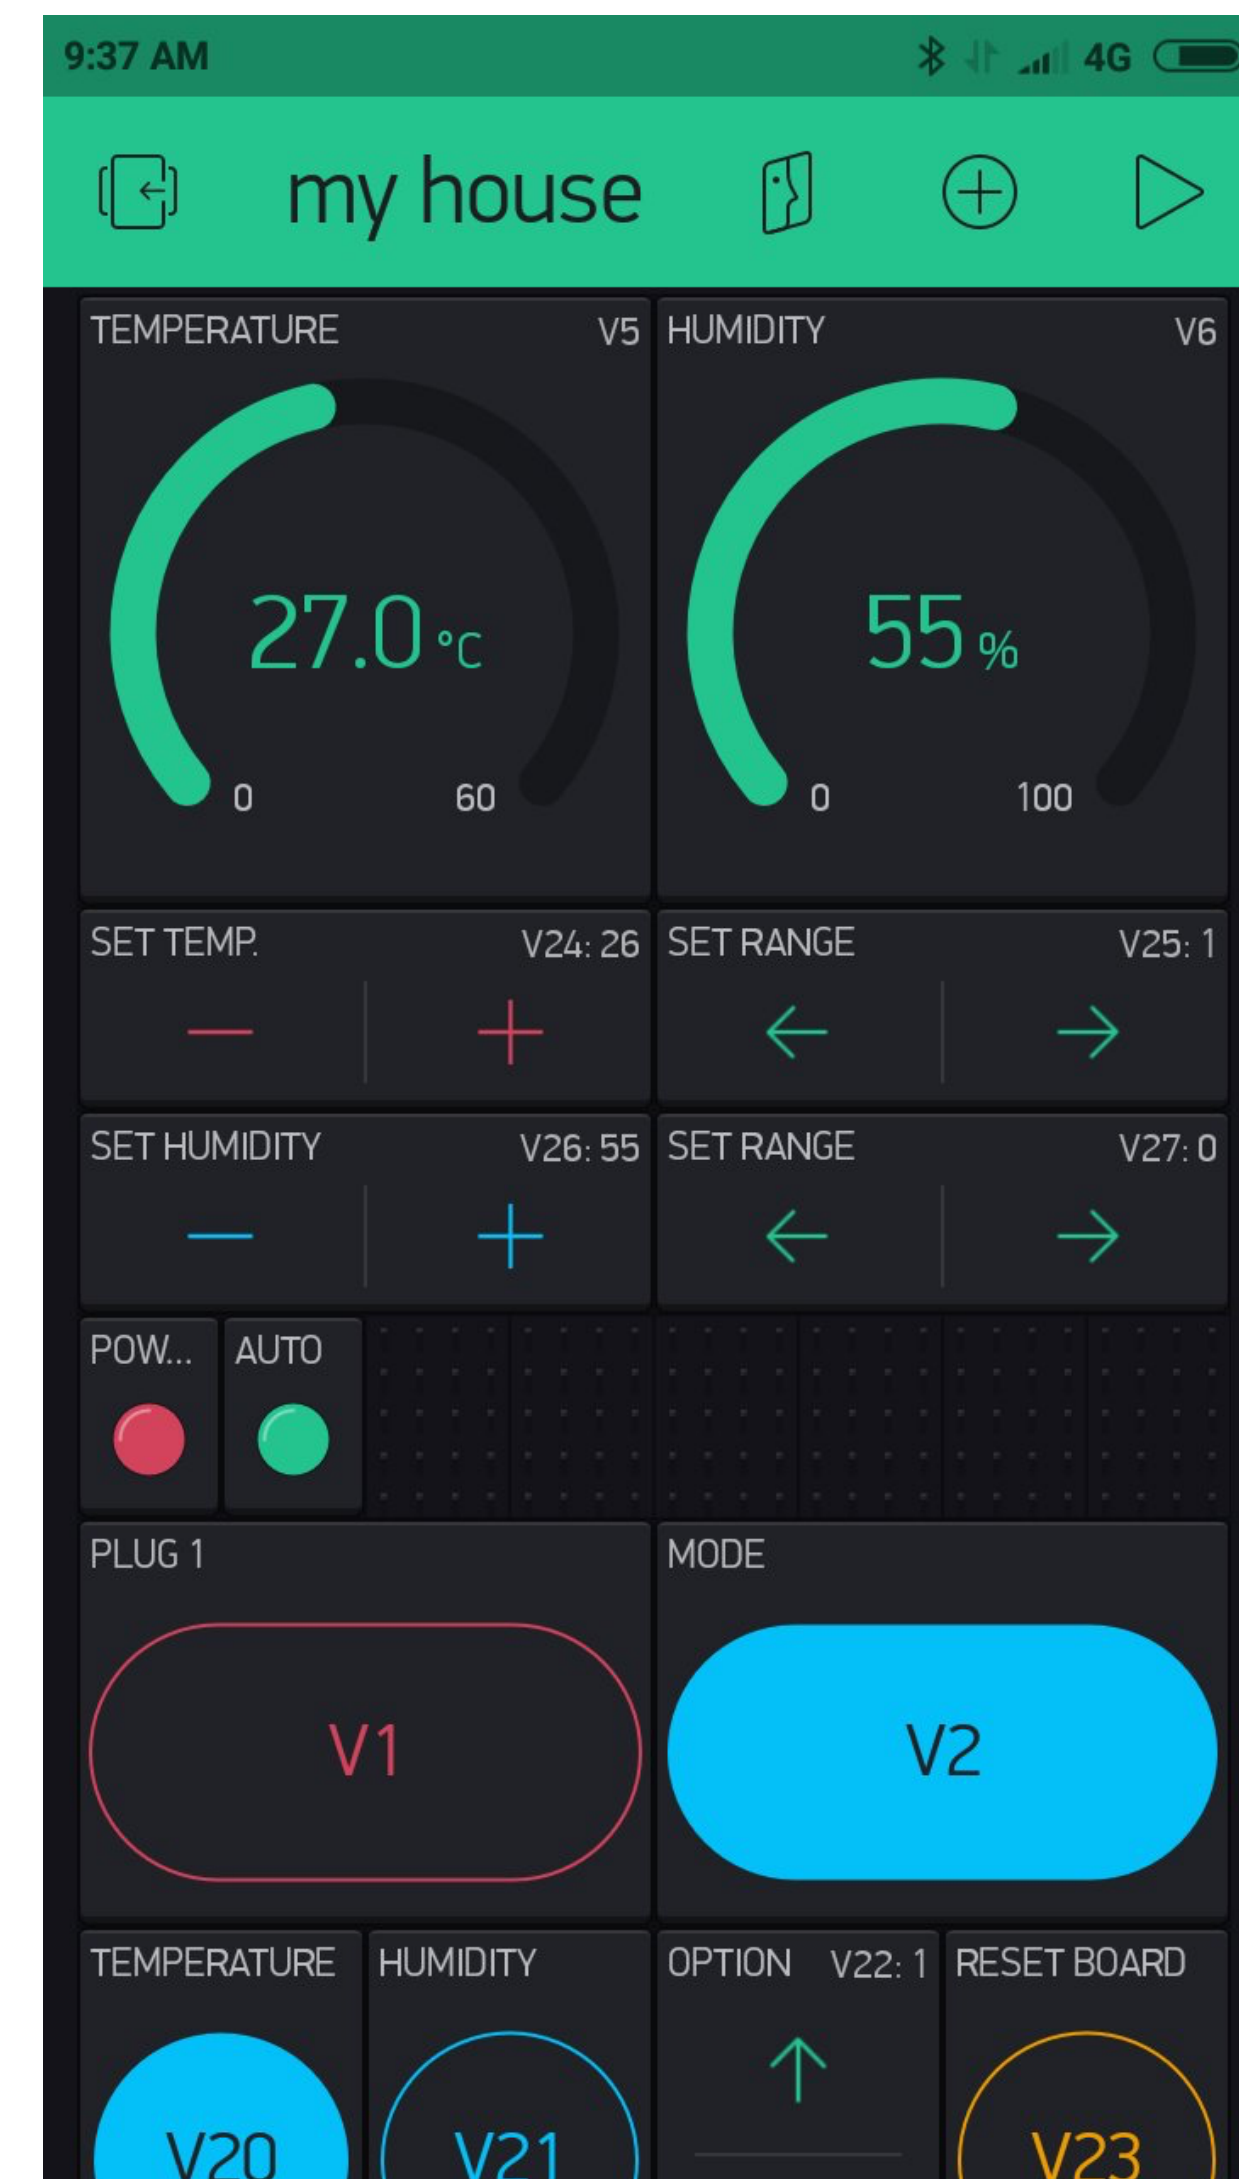 9:37 AM 4G
my house
TEMPERATURE V5 HUMIDITY V6
27.0 °C 55 %
0 60 0 100
SET TEMP. V24: 26 SET RANGE V25: 1
SET HUMIDITY V26: 55 SET RANGE V27: 0
POW... AUTO
PLUG 1 MODE
V1 V2
TEMPERATURE HUMIDITY OPTION V22: 1 RESET BOARD
V20 V21 V23